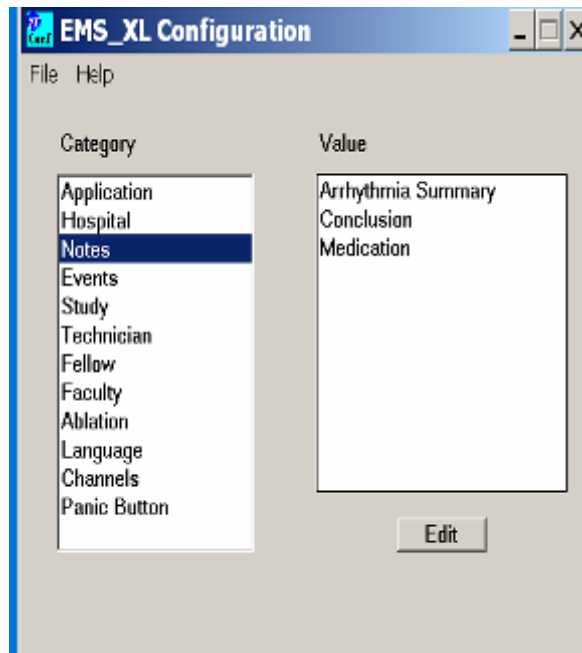 EMS_XL Configuration
File Help
Category
Application
Hospital
Notes
Events
Study
Technician
Fellow
Faculty
Ablation
Language
Channels
Panic Button
Value
Arrhythmia Summary
Conclusion
Medication
Edit